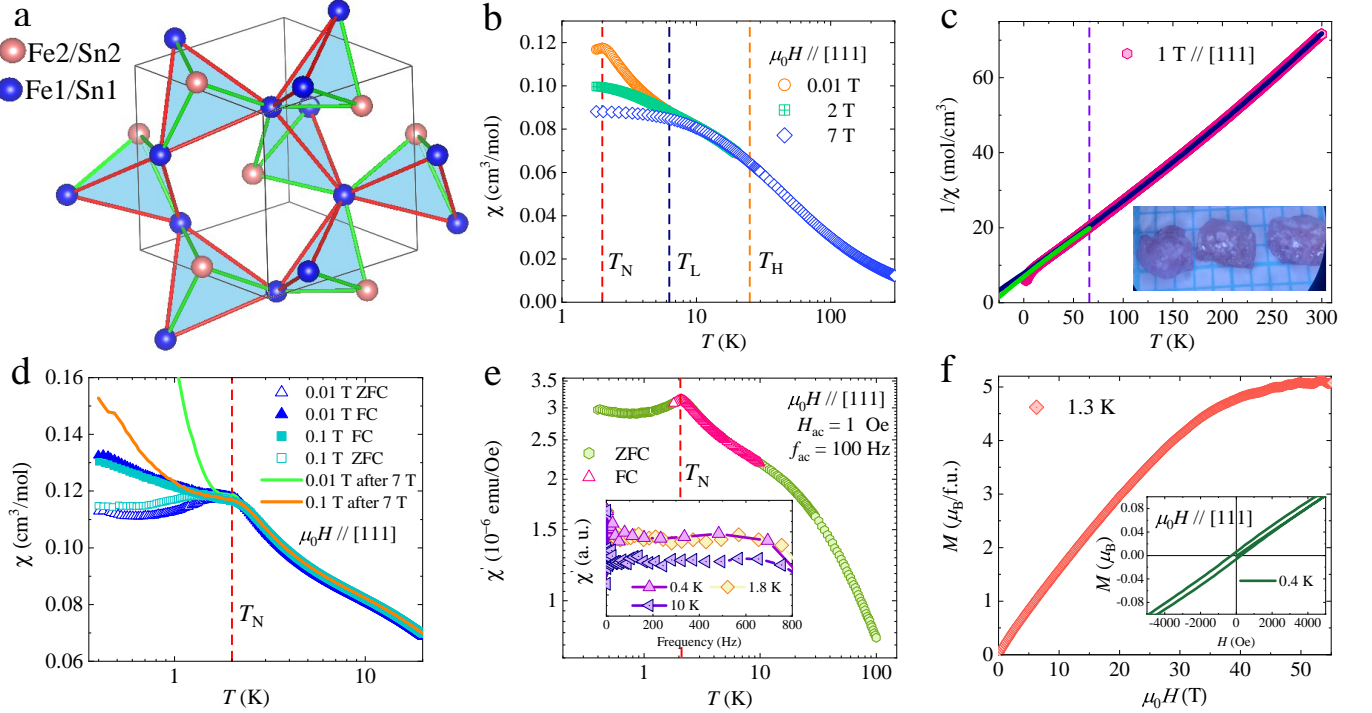 a
Fe2/Sn2
Fe1/Sn1
b
μ0H // [111]
0.01 T
2 T
7 T
χ (cm³/mol)
0.12
0.10
0.08
0.06
0.04
0.02
0.00
TN
TL
TH
1
10
100
T (K)
c
1 T // [111]
1/χ (mol/cm³)
60
40
20
0
0
50
100
150
200
250
300
T (K)
d
0.01 T ZFC
0.01 T FC
0.1 T FC
0.1 T ZFC
0.01 T after 7 T
0.1 T after 7 T
μ0H // [111]
χ (cm³/mol)
0.16
0.14
0.12
0.10
0.08
0.06
TN
1
10
T (K)
e
μ0H // [111]
Hac = 1 Oe
fac = 100 Hz
ZFC
FC
TN
χ' (10⁻⁶ emu/Oe)
3.5
3
2.5
2
1.5
1
χ' (a. u.)
0.4 K
1.8 K
10 K
0
200
400
600
800
Frequency (Hz)
1
10
100
T (K)
f
1.3 K
M (μB/f.u.)
5
4
3
2
1
0
μ0H // [111]
M (μB)
0.08
0.04
0.00
-0.04
-0.08
0.4 K
-4000
-2000
0
2000
4000
H (Oe)
0
10
20
30
40
50
μ0H (T)